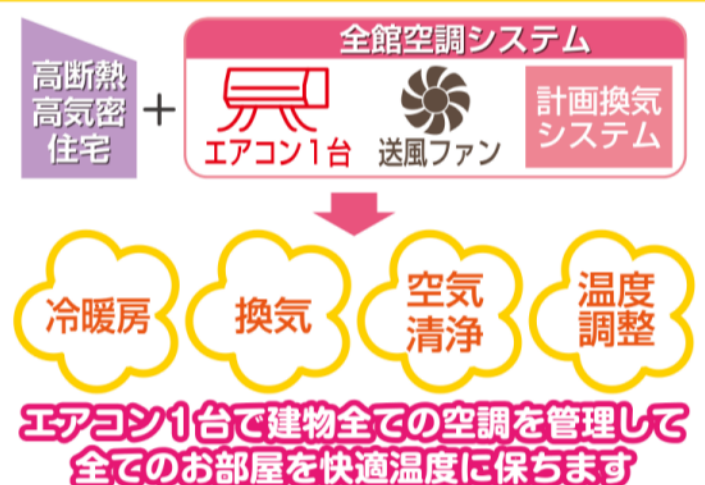 全館空調システム
高断熱
高気密
住宅
+
エアコン1台
送風ファン
計画換気
システム
冷暖房
換気
空気
清浄
温度
調整
エアコン1台で建物全ての空調を管理して
全てのお部屋を快適温度に保ちます